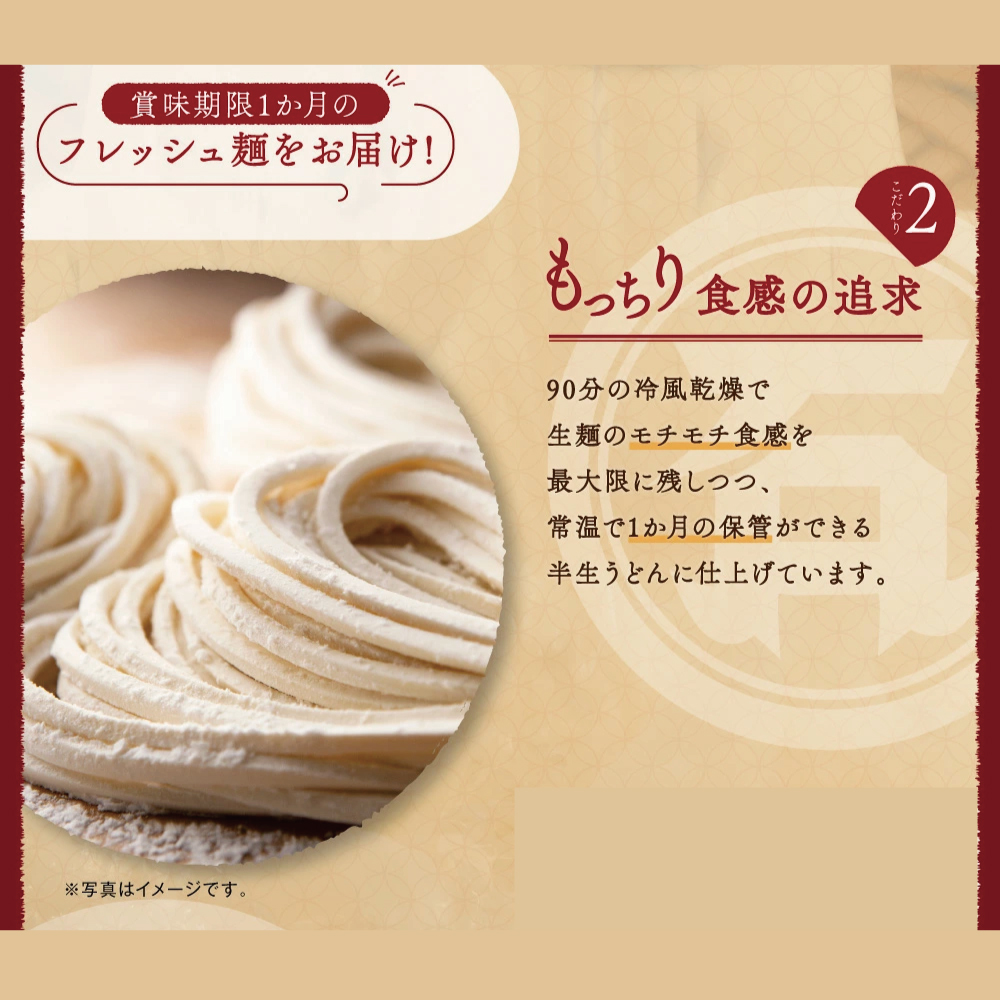 賞味期限1か月の
フレッシュ麺をお届け!
こだわり2
もっちり食感の追求
90分の冷風乾燥で
生麺のモチモチ食感を
最大限に残しつつ、
常温で1か月の保管ができる
半生うどんに仕上げています。
※写真はイメージです。